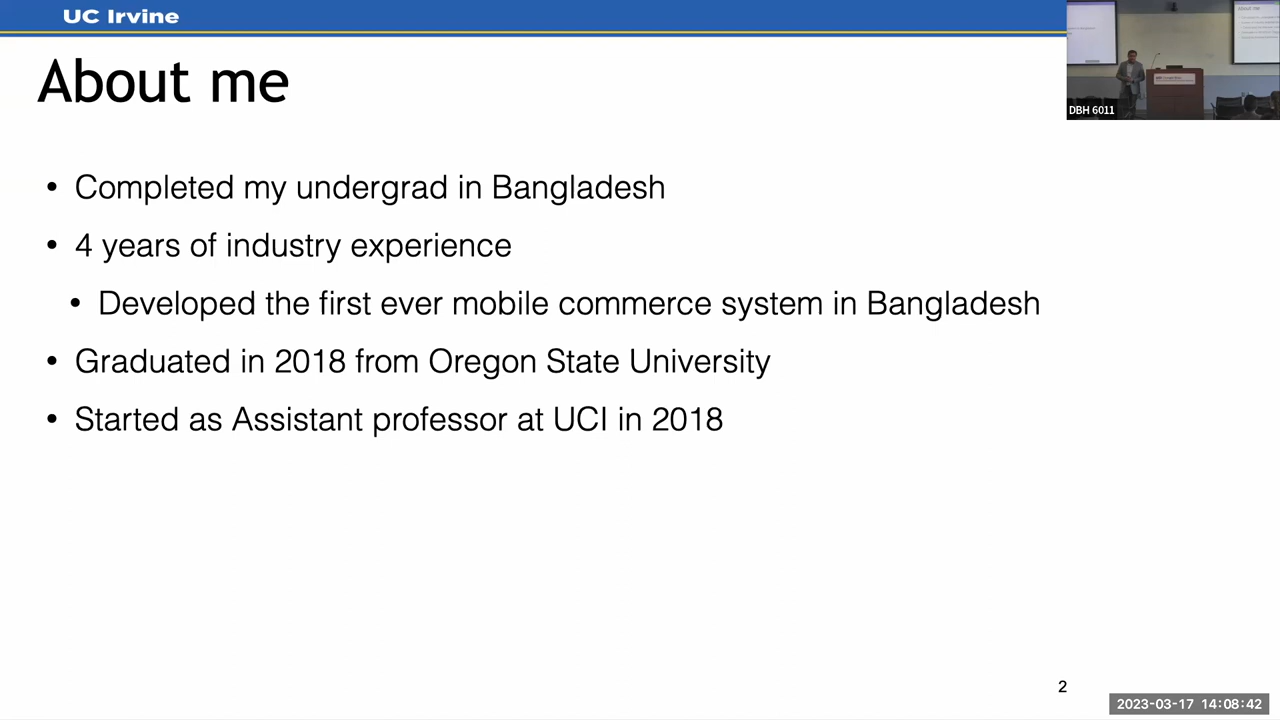 UC Irvine
About me
• Completed my undergrad in Bangladesh
• 4 years of industry experience
• Developed the first ever mobile commerce system in Bangladesh
• Graduated in 2018 from Oregon State University
• Started as Assistant professor at UCI in 2018
About me
DBH 6011
2
2023-03-17 14:08:42